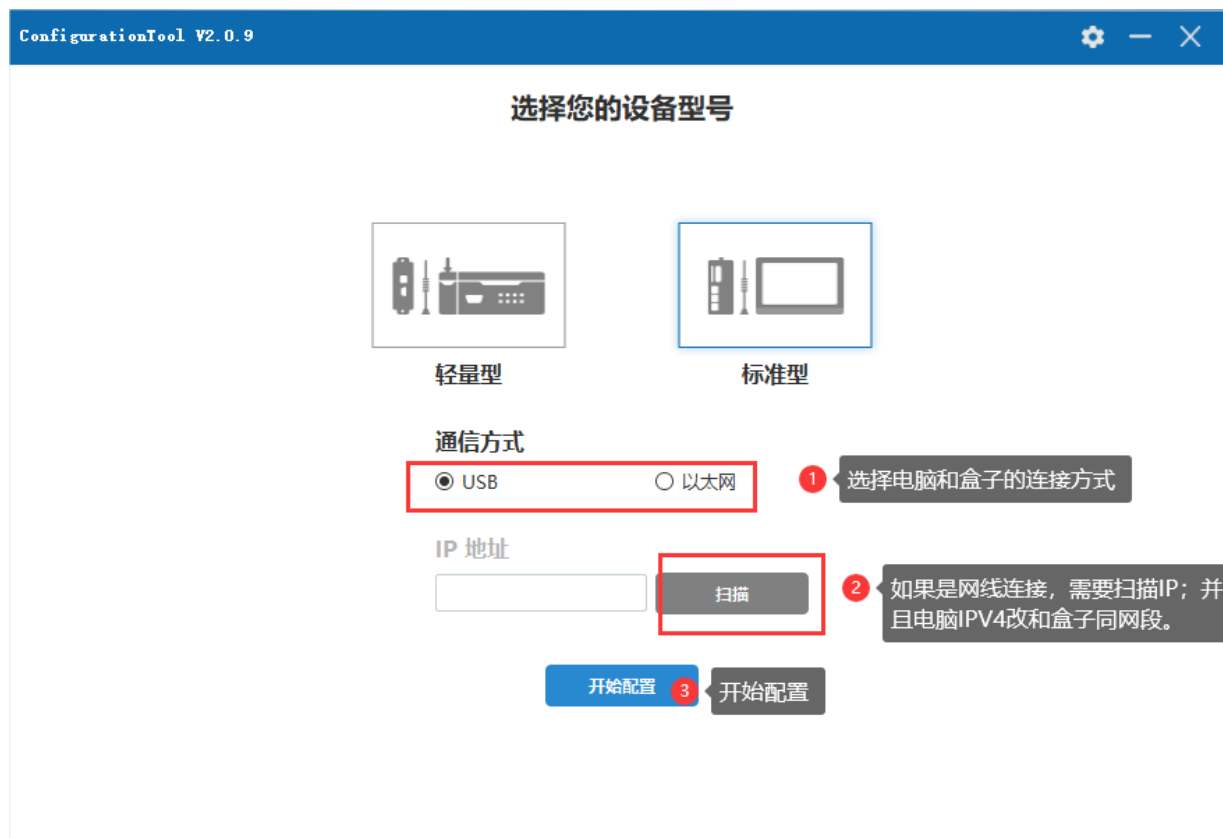 ConfigurationTool V2.0.9
选择您的设备型号
轻量型
标准型
通信方式
USB
以太网
1
选择电脑和盒子的连接方式
IP 地址
扫描
2
如果是网线连接，需要扫描IP；并
且电脑IPV4改和盒子同网段。
开始配置
3
开始配置